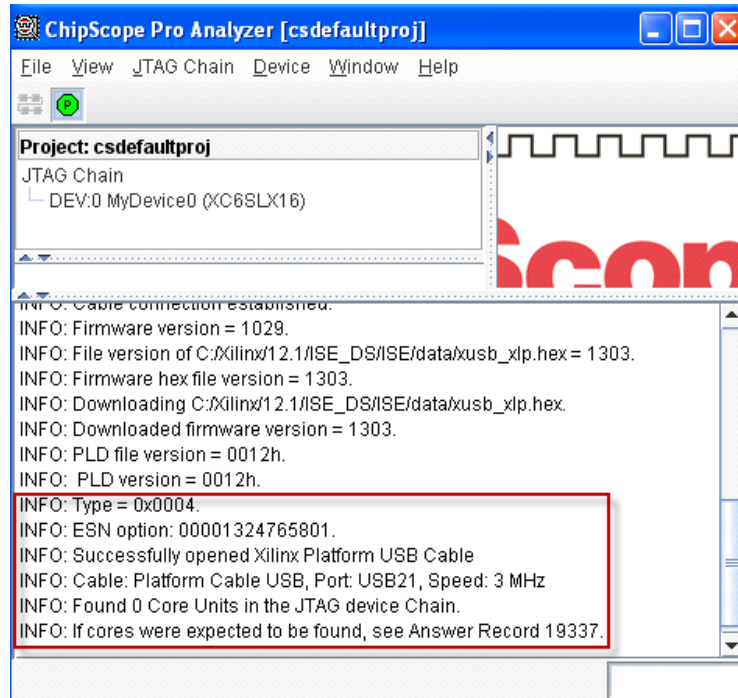 ChipScope Pro Analyzer [csdefaultproj]
File View JTAG Chain Device Window Help
P
Project: csdefaultproj
JTAG Chain
DEV:0 MyDevice0 (XC6SLX16)
Scop
INFO: Cable connection established.
INFO: Firmware version = 1029.
INFO: File version of C:/Xilinx/12.1/ISE_DS/ISE/data/xusb_xlp.hex = 1303.
INFO: Firmware hex file version = 1303.
INFO: Downloading C:/Xilinx/12.1/ISE_DS/ISE/data/xusb_xlp.hex.
INFO: Downloaded firmware version = 1303.
INFO: PLD file version = 0012h.
INFO:  PLD version = 0012h.
INFO: Type = 0x0004.
INFO: ESN option: 00001324765801.
INFO: Successfully opened Xilinx Platform USB Cable
INFO: Cable: Platform Cable USB, Port: USB21, Speed: 3 MHz
INFO: Found 0 Core Units in the JTAG device Chain.
INFO: If cores were expected to be found, see Answer Record 19337.